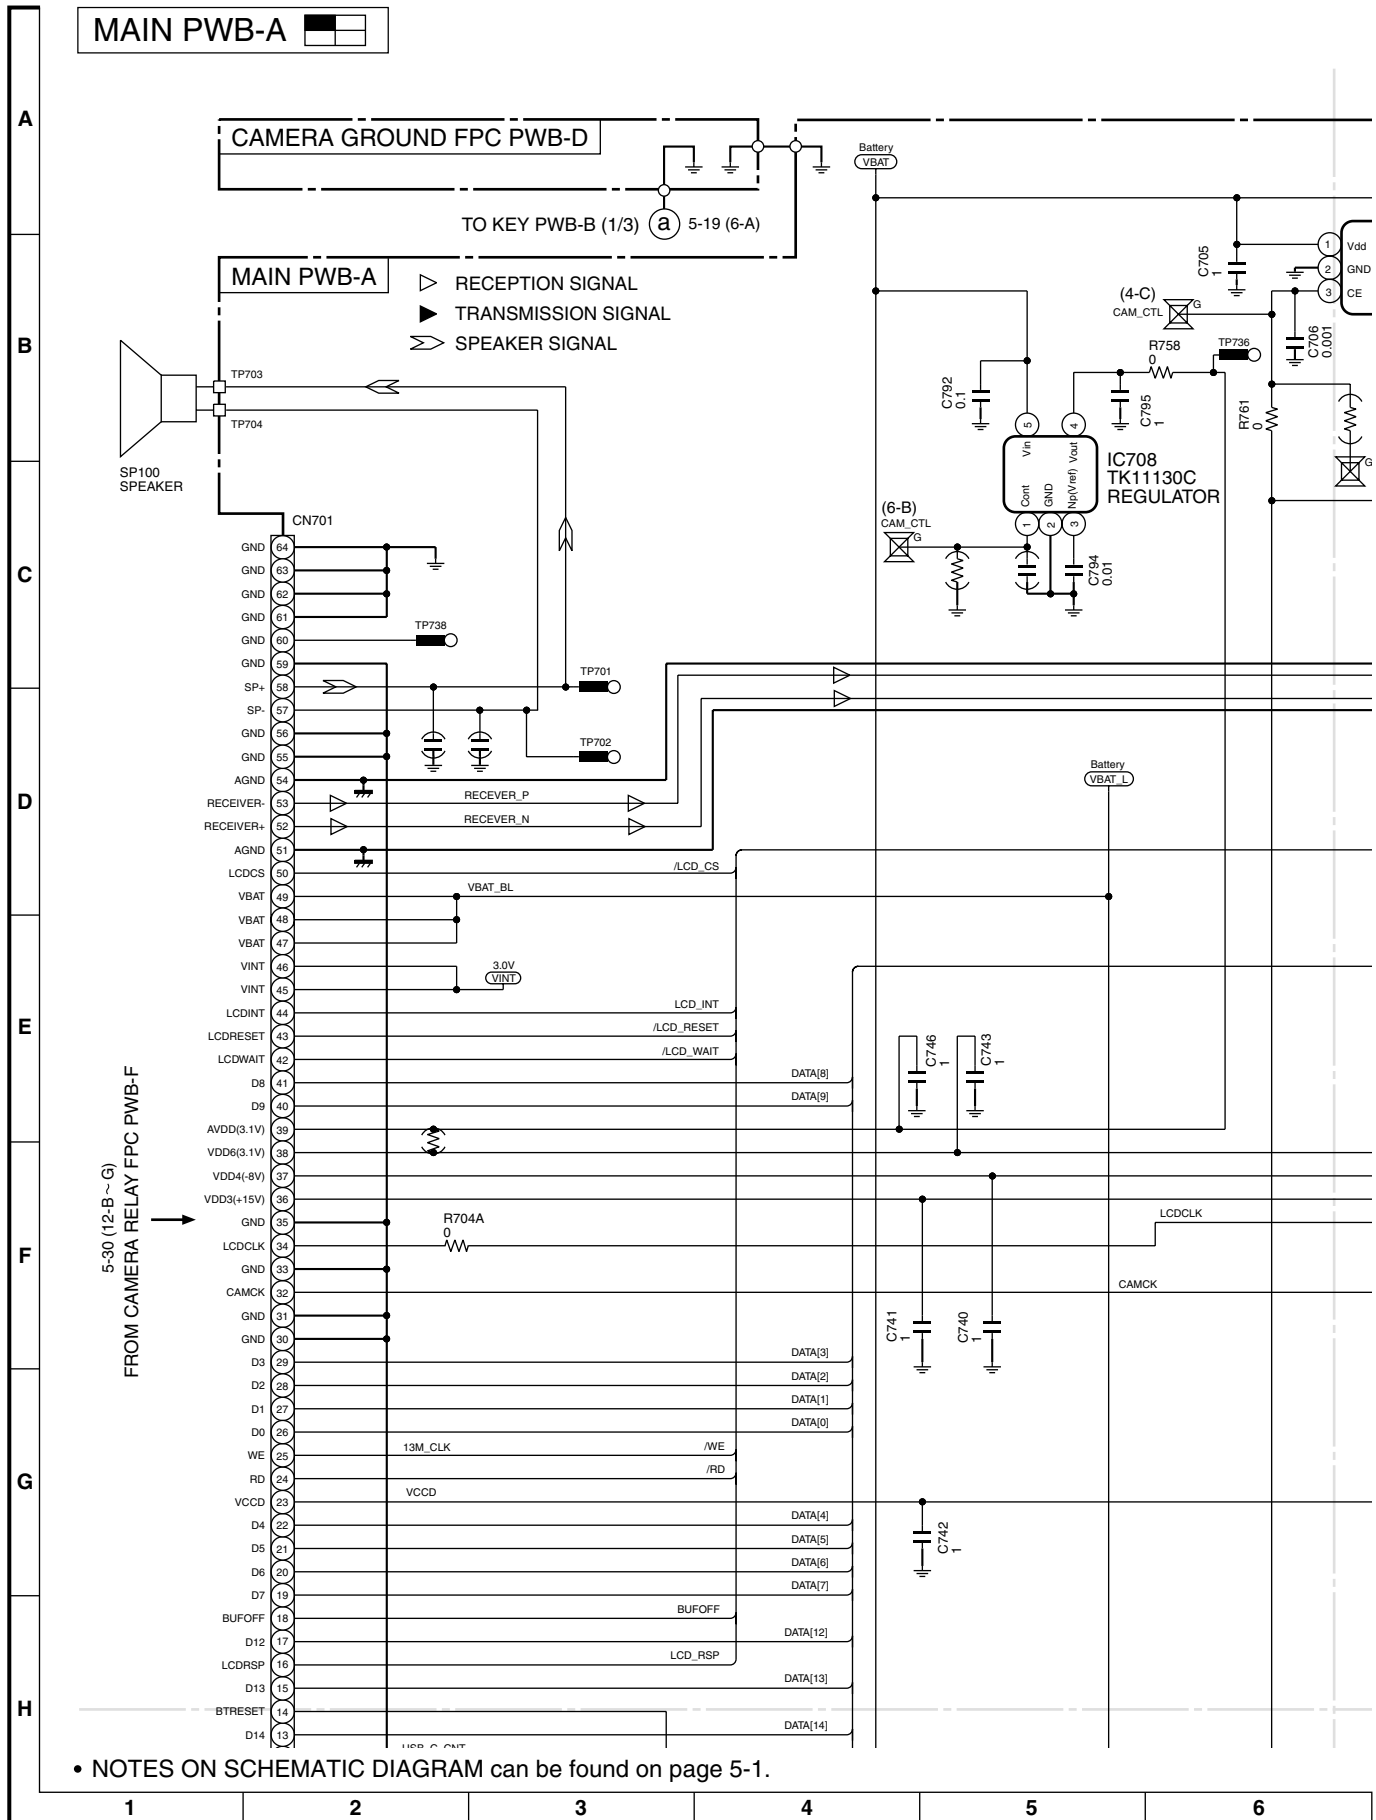 MAIN PWB-A
A
CAMERA GROUND FPC PWB-D
Battery
VBAT
TO KEY PWB-B (1/3) a 5-19 (6-A)
MAIN PWB-A
RECEPTION SIGNAL
TRANSMISSION SIGNAL
SPEAKER SIGNAL
C705
1
1 Vdd
2 GND
3 CE
(4-C)
CAM_CTL
G
C706
0.001
B
R758
0
TP736
TP703
TP704
C792
0.1
C795
1
R761
0
G
SP100
SPEAKER
5 4
Vin Vout
Cont GND Np(Vref)
1 2 3
IC708
TK11130C
REGULATOR
(6-B)
CAM_CTL
G
C794
0.01
C
CN701
GND 64
GND 63
GND 62
GND 61
GND 60 TP738
GND 59
SP+ 58 TP701
SP- 57
GND 56
GND 55 TP702
AGND 54
Battery
VBAT_L
D
RECEIVER- 53 RECEVER_P
RECEIVER+ 52 RECEVER_N
AGND 51
LCDCS 50 /LCD_CS
VBAT 49 VBAT_BL
VBAT 48
VBAT 47
VINT 46 3.0V
VINT
VINT 45
LCDINT 44 LCD_INT
E
LCDRESET 43 /LCD_RESET
LCDWAIT 42 /LCD_WAIT
C746
1
C743
1
D8 41 DATA[8]
D9 40 DATA[9]
AVDD(3.1V) 39
VDD6(3.1V) 38
VDD4(-8V) 37
VDD3(+15V) 36
5-30 (12-B ~ G)
FROM CAMERA RELAY FPC PWB-F
GND 35
R704A
0
LCDCLK
F
LCDCLK 34
GND 33
CAMCK 32 CAMCK
GND 31
GND 30
C741
1
C740
1
D3 29 DATA[3]
D2 28 DATA[2]
D1 27 DATA[1]
D0 26 DATA[0]
WE 25 13M_CLK /WE
G
RD 24 /RD
VCCD 23 VCCD
D4 22 DATA[4]
C742
1
D5 21 DATA[5]
D6 20 DATA[6]
D7 19 DATA[7]
BUFOFF 18 BUFOFF
D12 17 DATA[12]
LCDRSP 16 LCD_RSP
D13 15 DATA[13]
H
BTRESET 14
D14 13 DATA[14]
USB_C_CNT
• NOTES ON SCHEMATIC DIAGRAM can be found on page 5-1.
1 2 3 4 5 6